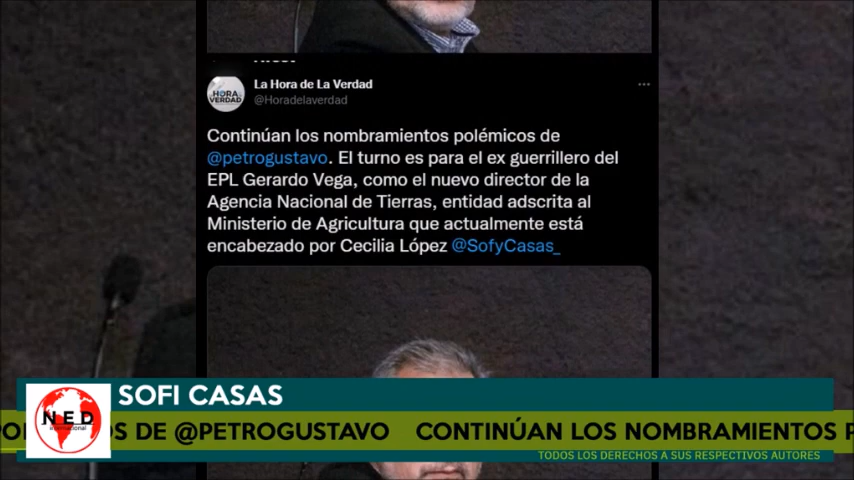 La Hora de La Verdad
HORA
VERDAD
@Horadelaverdad
Continúan los nombramientos polémicos de
@petrogustavo. El turno es para el ex guerrillero del
EPL Gerardo Vega, como el nuevo director de la
Agencia Nacional de Tierras, entidad adscrita al
Ministerio de Agricultura que actualmente está
encabezado por Cecilia López @SofyCasas_
SOFI CASAS
NED
international
OS DE @PETROGUSTAVO CONTINÚAN LOS NOMBRAMIENTOS P
TODOS LOS DERECHOS A SUS RESPECTIVOS AUTORES